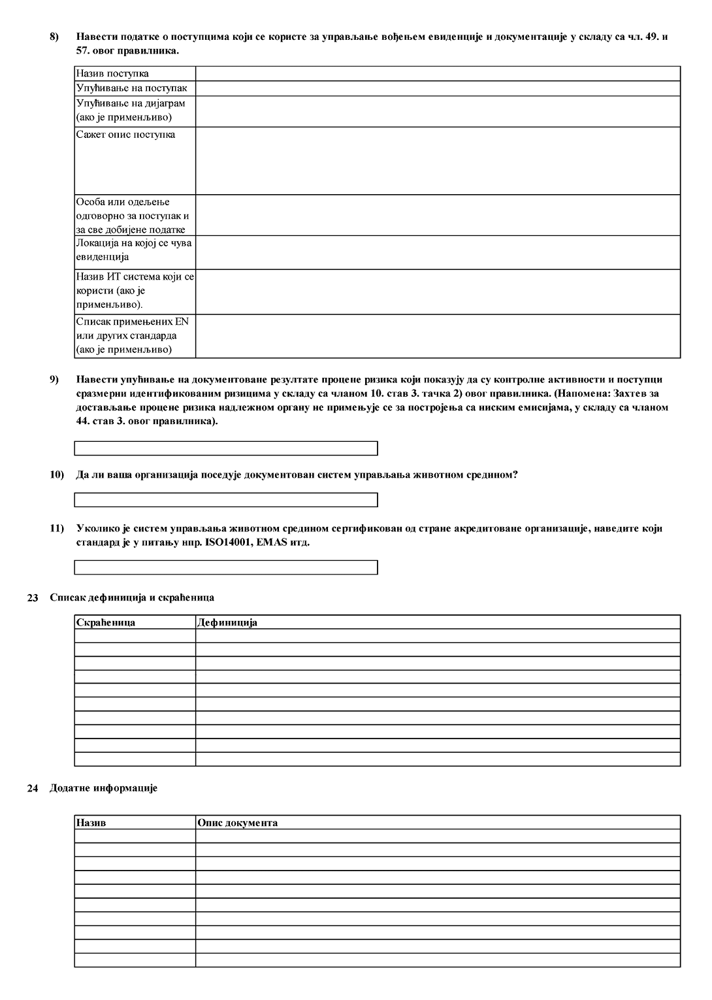 8) Навести податке о поступцима који се користе за управљање вођењем евиденције и документације у складу са чл. 49. и
57. овог правилника.
Назив поступка
Упућивање на поступак
Упућивање на дијаграм
(ако је применљиво)
Сажет опис поступка
Особа или одељење
одговорно за поступак и
за све добијене податке
Локација на којој се чува
евиденција
Назив ИТ система који се
користи (ако је
применљиво).
Списак примењених EN
или других стандарда
(ако је применљиво)
9) Навести упућивање на документоване резултате процене ризика који показују да су контролне активности и поступци
сразмерни идентификованим ризицима у складу са чланом 10. став 3. тачка 2) овог правилника. (Напомена: Захтев за
достављање процене ризика надлежном органу не примењује се за постројења са ниским емисијама, у складу са чланом
44. став 3. овог правилника).
10) Да ли ваша организација поседује документован систем управљања животном средином?
11) Уколико је систем управљања животном средином сертификован од стране акредитоване организације, наведите који
стандард је у питању нпр. ISO14001, EMAS итд.
23 Списак дефиниција и скраћеница
Скраћеница Дефиниција
24 Додатне информације
Назив Опис документа